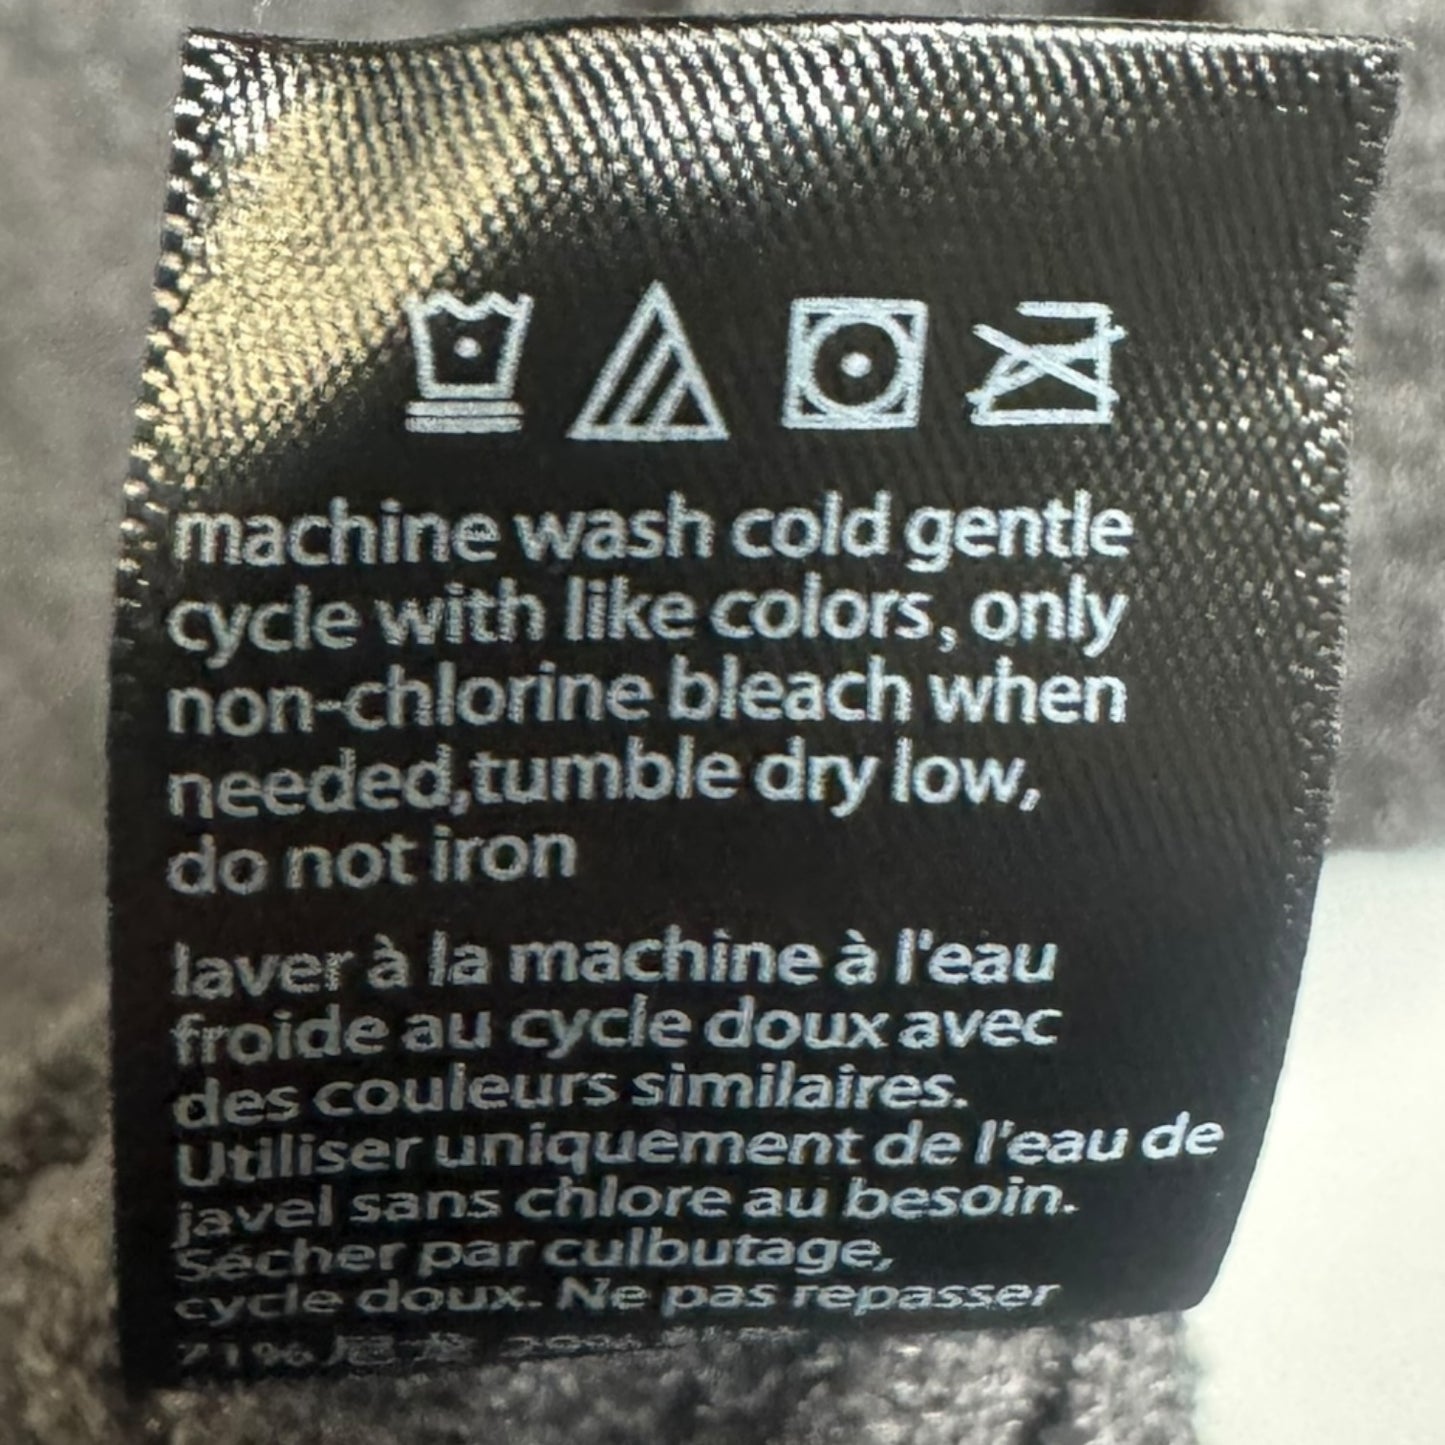 machine wash cold gentle
cycle with like colors, only
non-chlorine bleach when
needed,tumble dry low,
do not iron
laver à la machine à l'eau
froide au cycle doux avec
des couleurs similaires.
Utiliser uniquement de l'eau de
javel sans chlore au besoin.
Sécher par culbutage,
cycle doux. Ne pas repasser
71%